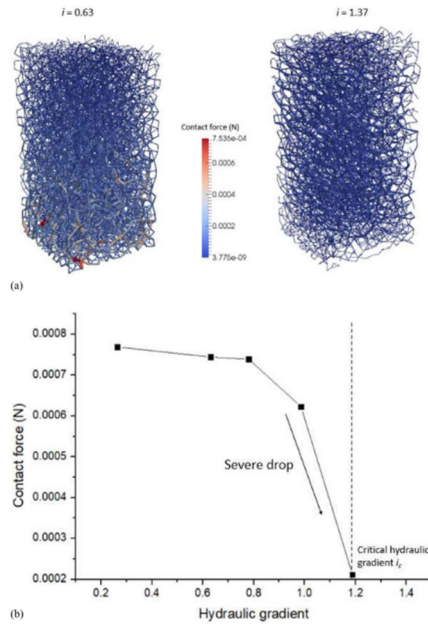 i = 0.63
i = 1.37
Contact force (N)
7.536e-04
0.0006
0.0004
0.0002
3.775e-09
(a)
0.0008
0.0007
0.0006
0.0005
0.0004
0.0003
0.0002
Contact force (N)
Severe drop
Critical hydraulic
gradient ic
0.2
0.4
0.6
0.8
1.0
1.2
1.4
Hydraulic gradient
(b)